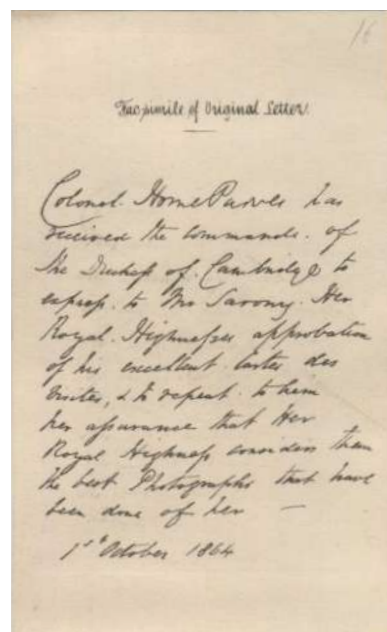 16
Facsimile of Original Letter.
Colonel Home Purves has
received the commands of
the Duchess of Cambridge to
express to Mr Sarony Her
Royal Highnesses approbation
of his excellent Cartes des
Visites, & to repeat to him
her assurance that Her
Royal Highness considers them
the best Photographs that have
been done of her —
1st October 1864